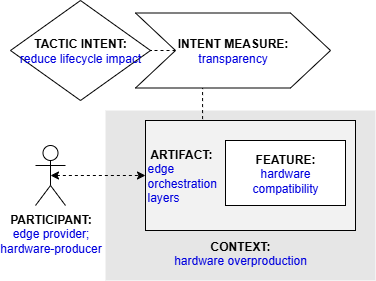 TACTIC INTENT:
reduce lifecycle impact
INTENT MEASURE:
transparency
ARTIFACT:
edge
orchestration
layers
FEATURE:
hardware
compatibility
PARTICIPANT:
edge provider;
hardware-producer
CONTEXT:
hardware overproduction